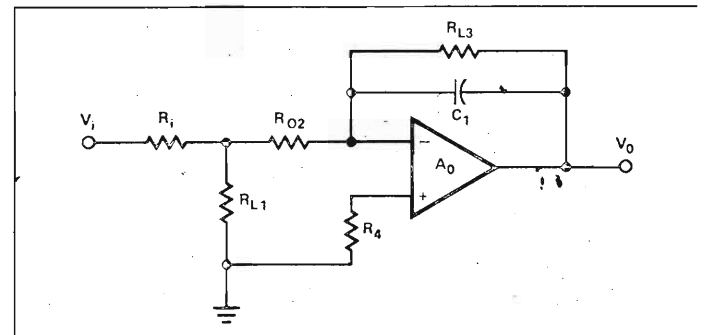 R_L3
C_1
V_i
R_i
R_O2
−
A_0
V_0
R_L1
+
R_4